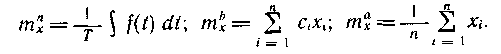 m_x^н = 1/T ∫ f(t) dt; m_x^b = n∑i = 1 c_i x_i; m_x^a = 1/n n∑i = 1 x_i.